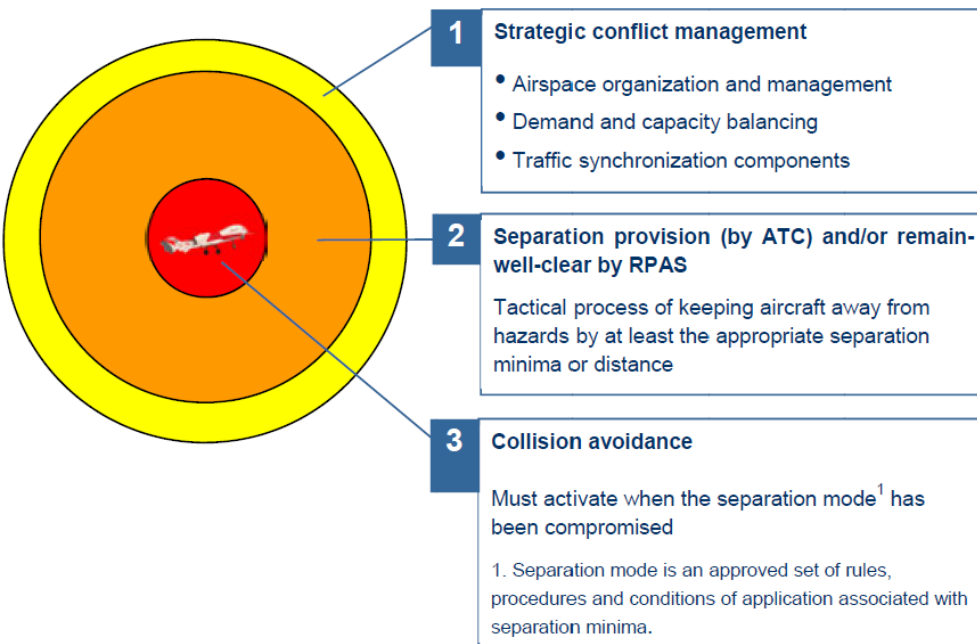 1
Strategic conflict management
• Airspace organization and management
• Demand and capacity balancing
• Traffic synchronization components
2
Separation provision (by ATC) and/or remain-
well-clear by RPAS
Tactical process of keeping aircraft away from
hazards by at least the appropriate separation
minima or distance
3
Collision avoidance
Must activate when the separation mode¹ has
been compromised
1. Separation mode is an approved set of rules,
procedures and conditions of application associated with
separation minima.